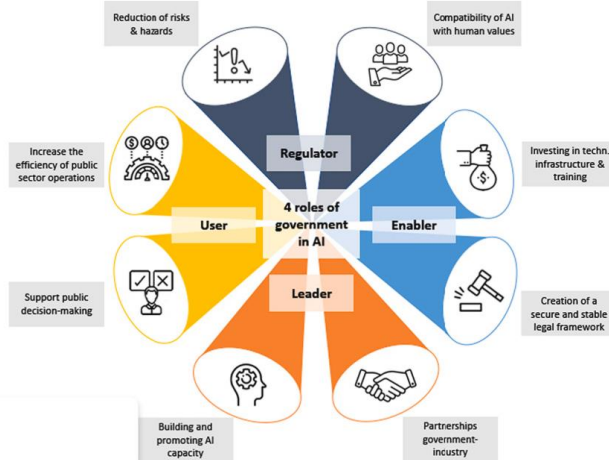 Reduction of risks
& hazards
Compatibility of AI
with human values
Increase the
efficiency of public
sector operations
Regulator
Investing in techn.
infrastructure &
training
User
4 roles of
government
in AI
Enabler
Support public
decision-making
Leader
Creation of a
secure and stable
legal framework
Building and
promoting AI
capacity
Partnerships
government-
industry